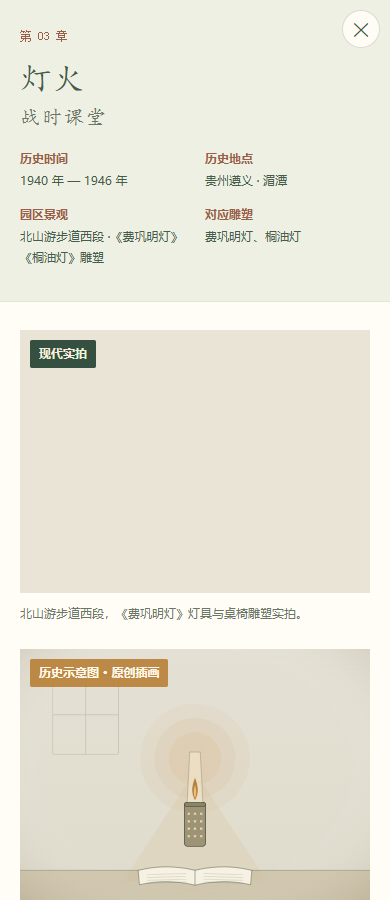 第 03 章
灯火
战时课堂
历史时间
1940 年 — 1946 年
历史地点
贵州遵义 · 湄潭
园区景观
北山游步道西段 · 《费巩明灯》
《桐油灯》雕塑
对应雕塑
费巩明灯、桐油灯
现代实拍
北山游步道西段，《费巩明灯》灯具与桌椅雕塑实拍。
历史示意图 · 原创插画